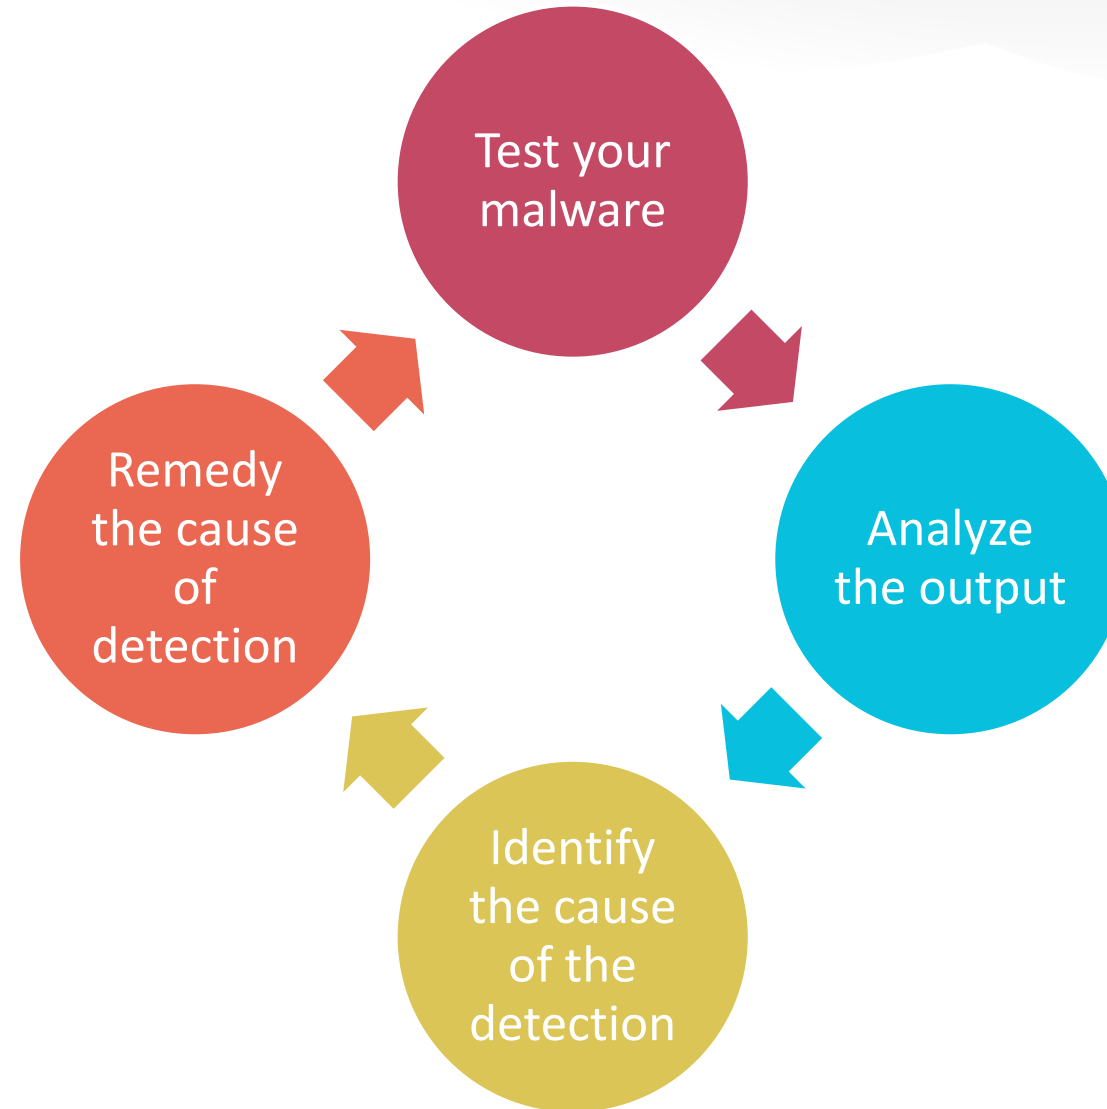 Test your
malware
Analyze
the output
Identify
the cause
of the
detection
Remedy
the cause
of
detection